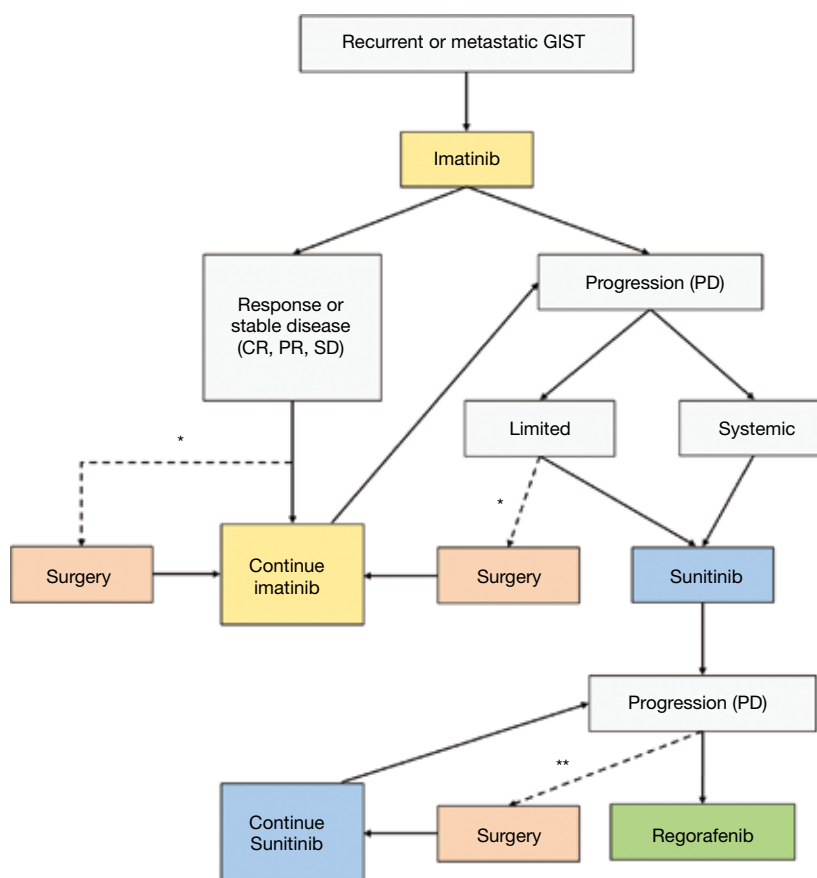 Recurrent or metastatic GIST
Imatinib
Response or
stable disease
(CR, PR, SD)
Progression (PD)
Limited
Systemic
*
*
Surgery
Continue
imatinib
Surgery
Sunitinib
Progression (PD)
**
Continue
Sunitinib
Surgery
Regorafenib